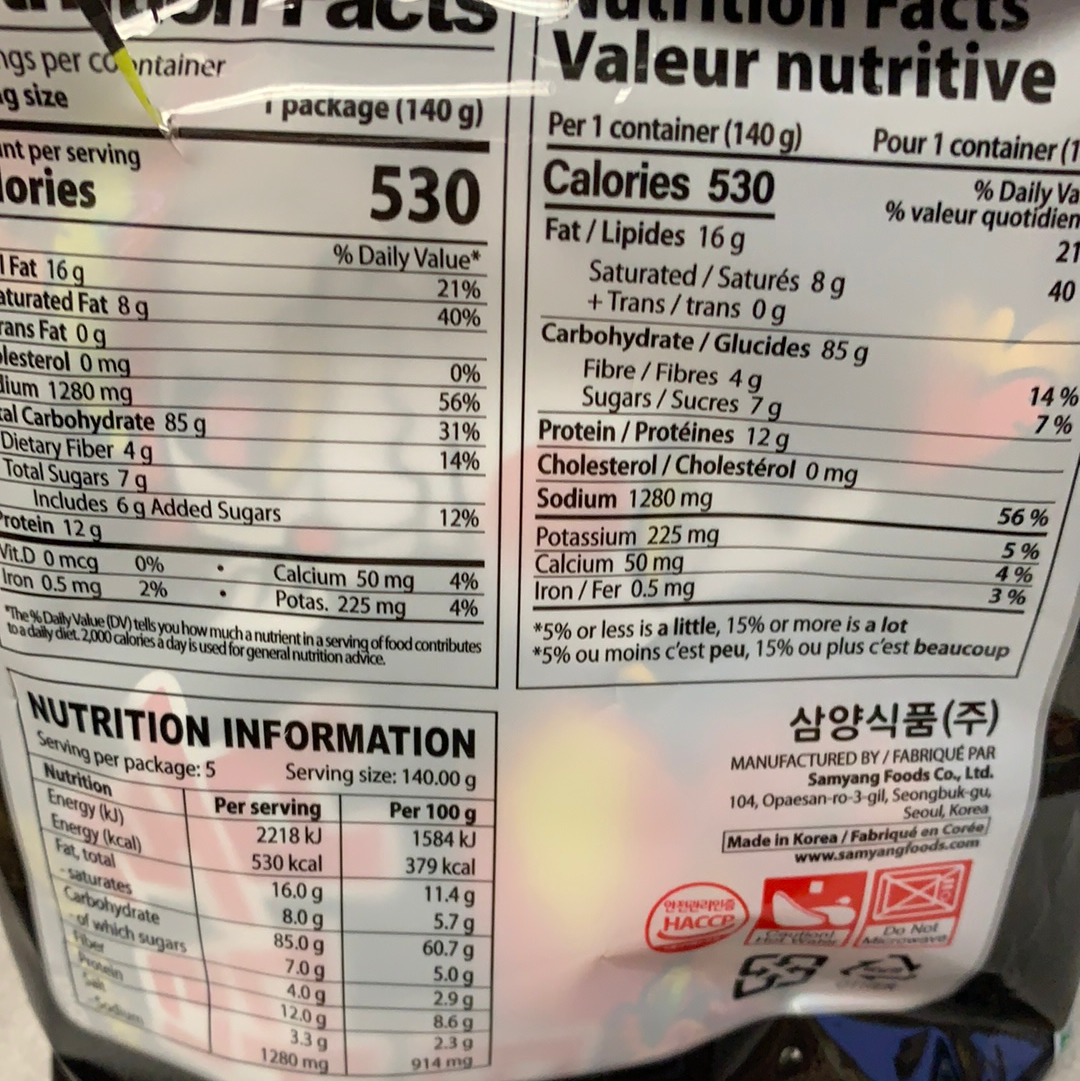 Facts
per container
size
1 package (140 g)
per serving
530
% Daily Value*
Fat 16 g
21%
Fat 8 g
40%
Fat 0 g
0 mg
0%
1280 mg
56%
Carbohydrate 85 g
31%
Dietary Fiber 4 g
14%
Total Sugars 7 g
Includes 6 g Added Sugars
12%
Protein 12 g
Vit.D 0 mcg 0% • Calcium 50 mg 4%
Iron 0.5 mg 2% • Potas. 225 mg 4%
*The % Daily Value (DV) tells you how much a nutrient in a serving of food contributes
to a daily diet. 2,000 calories a day is used for general nutrition advice.
Nutrition Facts
Valeur nutritive
Per 1 container (140 g)
Pour 1 container
Calories 530
% Daily
% valeur
Fat / Lipides 16 g
21
Saturated / Saturés 8 g
40
+ Trans / trans 0 g
Carbohydrate / Glucides 85 g
Fibre / Fibres 4 g
14 %
Sugars / Sucres 7 g
7 %
Protein / Protéines 12 g
Cholesterol / Cholestérol 0 mg
Sodium 1280 mg
56 %
Potassium 225 mg
5 %
Calcium 50 mg
4 %
Iron / Fer 0.5 mg
3 %
*5% or less is a little, 15% or more is a lot
*5% ou moins c'est peu, 15% ou plus c'est beaucoup
NUTRITION INFORMATION
Serving per package: 5
Serving size: 140.00 g
Nutrition
Per serving
Per 100 g
Energy (kJ)
2218 kJ
1584 kJ
Energy (kcal)
530 kcal
379 kcal
Fat, total
16.0 g
11.4 g
- saturates
8.0 g
5.7 g
Carbohydrate
85.0 g
60.7 g
- of which sugars
7.0 g
5.0 g
Fiber
4.0 g
2.9 g
Protein
12.0 g
8.6 g
Salt
3.3 g
2.3 g
- Sodium
1280 mg
914 mg
삼양식품(주)
MANUFACTURED BY / FABRIQUÉ PAR
Samyang Foods Co., Ltd.
104, Opaesan-ro-3-gil, Seongbuk-gu,
Seoul, Korea
Made in Korea / Fabriqué en Corée
www.samyangfoods.com
안전관리인증
HACCP
Caution!
Hot Water
Do Not
Microwave